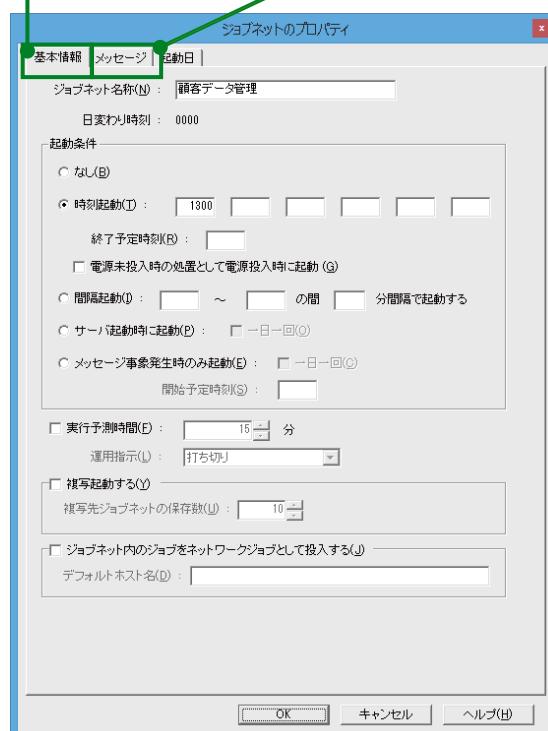 ジョブネットのプロパティ x
基本情報 メッセージ 起動日
ジョブネット名称(N) : 顧客データ管理
日変わり時刻 : 0000
起動条件
なし(B)
時刻起動(T) : 1300
終了予定時刻(R) :
電源未投入時の処置として電源投入時に起動 (G)
間隔起動(I) : ～ の間 分間隔で起動する
サーバ起動時に起動(P) : 一日一回(O)
メッセージ事象発生時のみ起動(E) : 一日一回(C)
開始予定時刻(S) :
実行予測時間(F) : 15 分
運用指示(L) : 打ち切り
複写起動する(Y)
複写先ジョブネットの保存数(U) : 10
ジョブネット内のジョブをネットワークジョブとして投入する(J)
デフォルトホスト名(D) :
OK キャンセル ヘルプ(H)